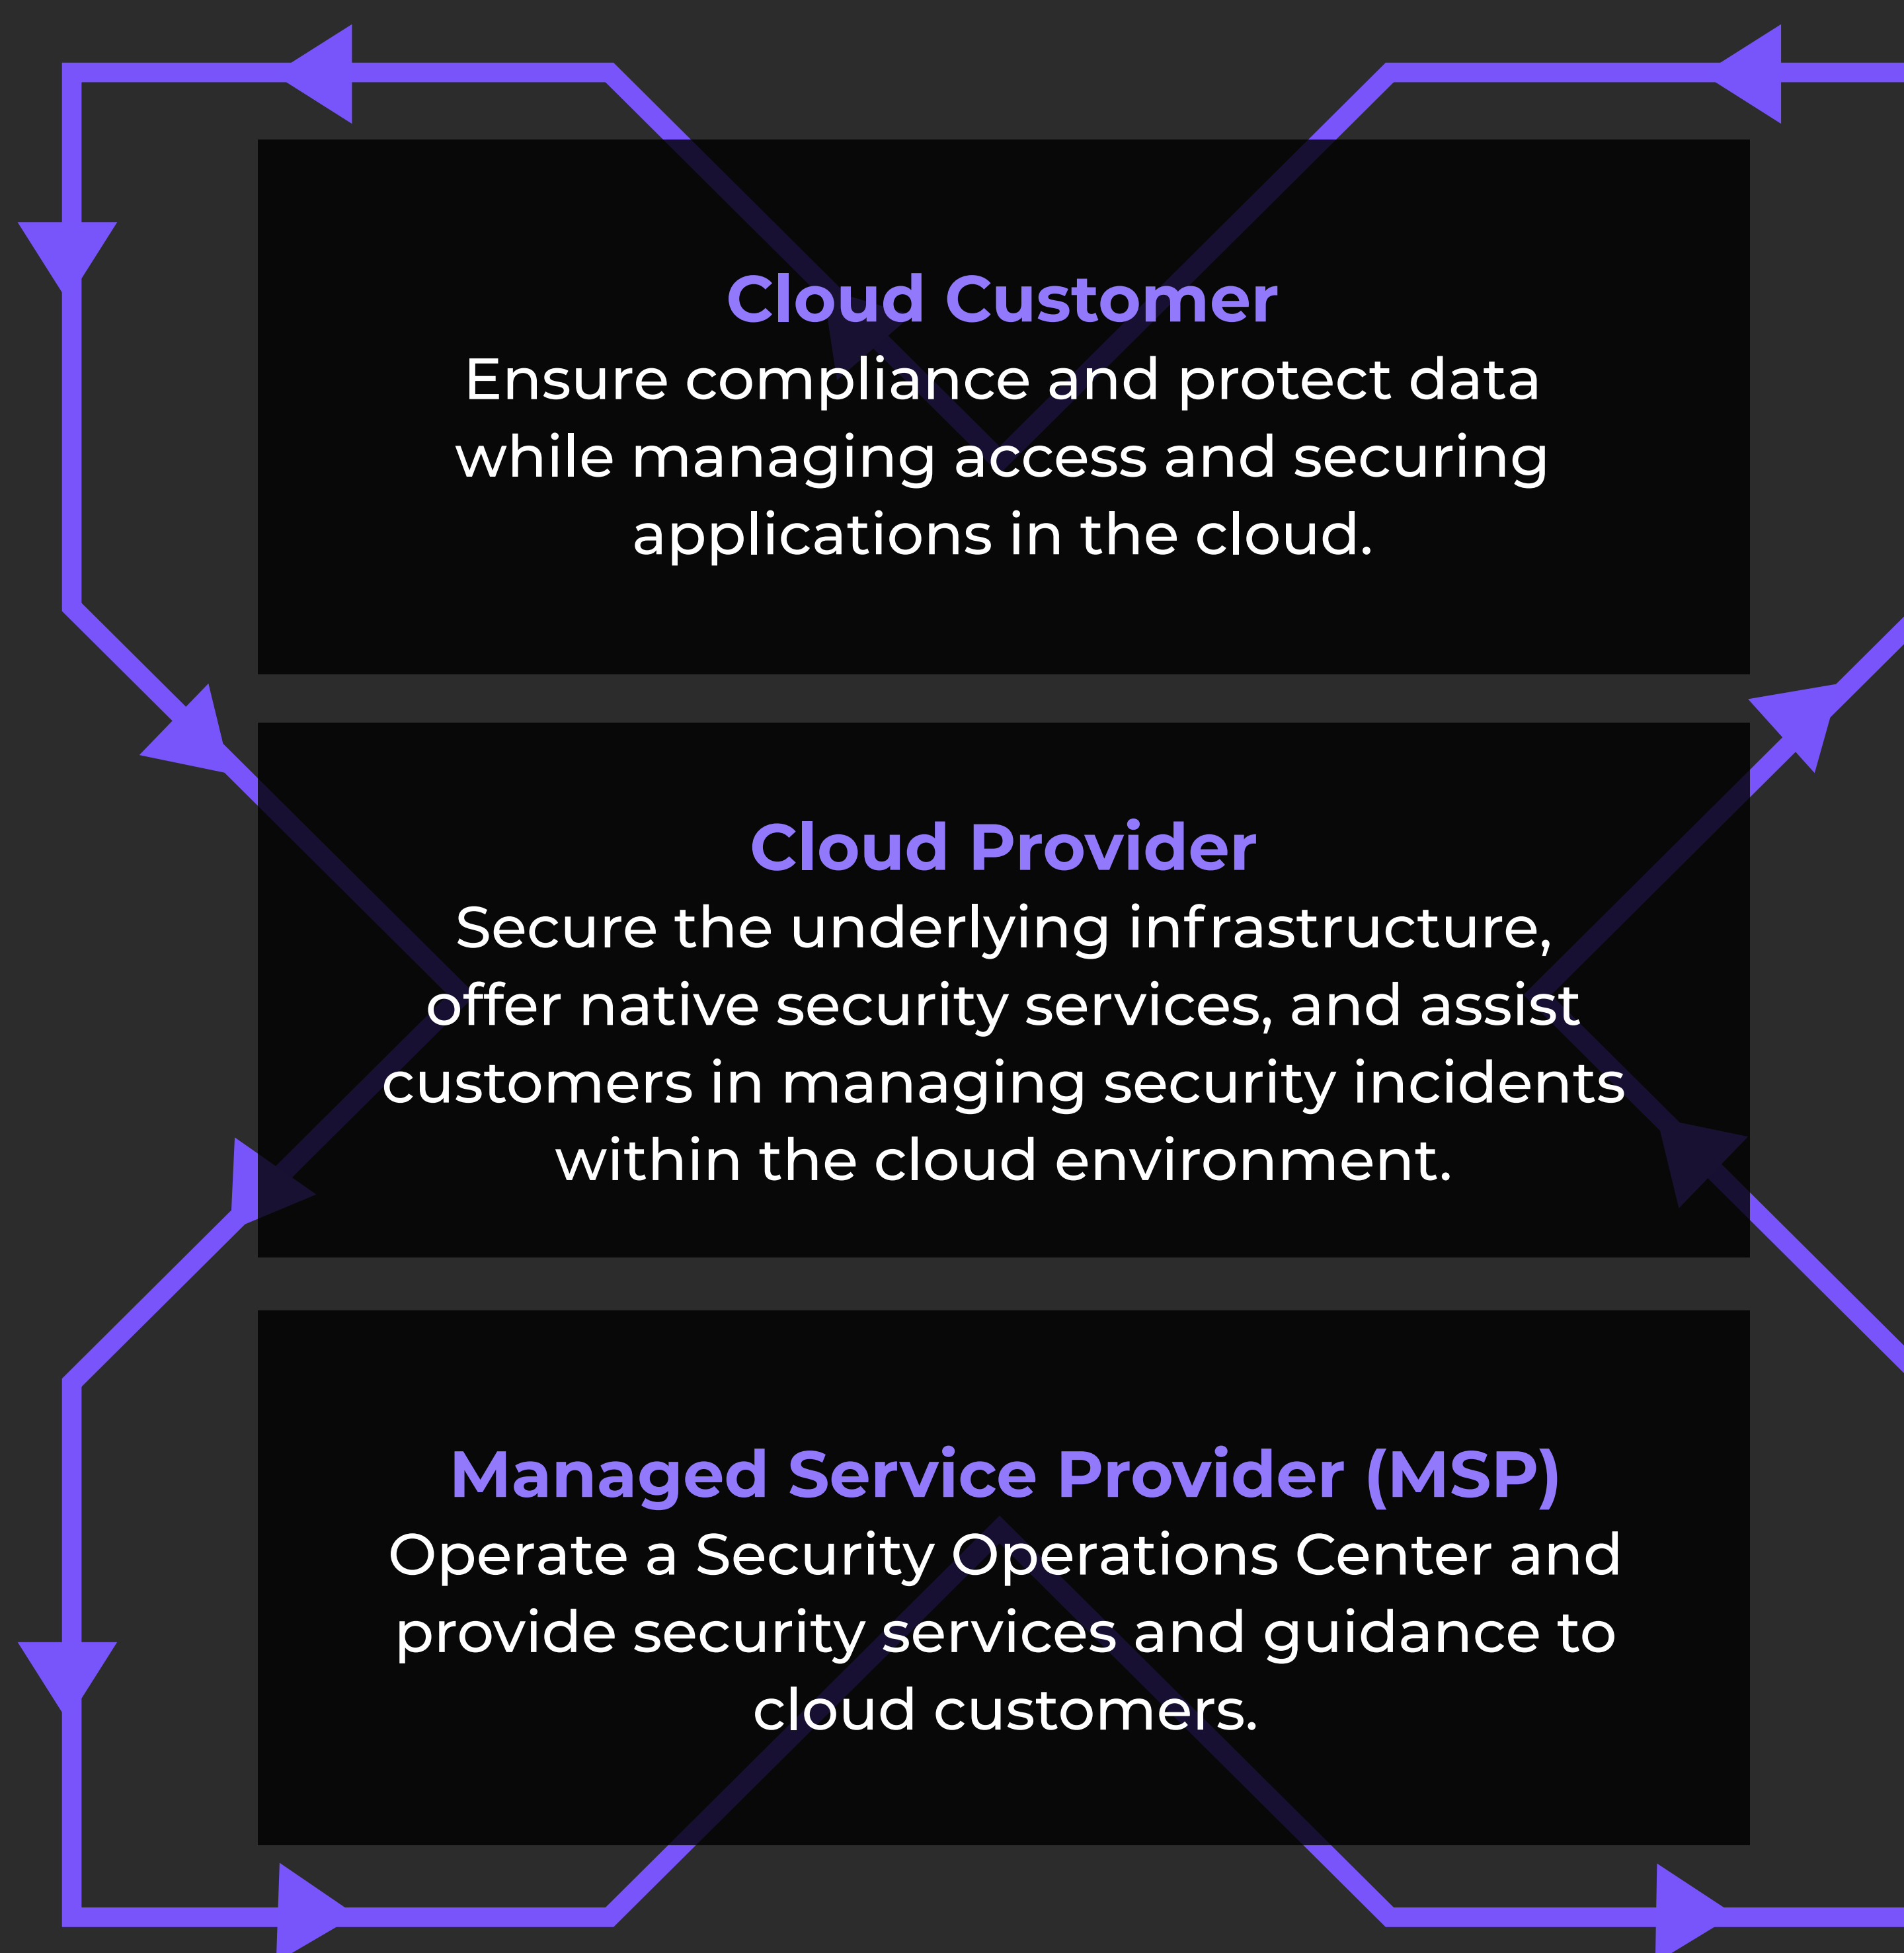 Cloud Customer
Ensure compliance and protect data
while managing access and securing
applications in the cloud.
Cloud Provider
Secure the underlying infrastructure,
offer native security services, and assist
customers in managing security incidents
within the cloud environment.
Managed Service Provider (MSP)
Operate a Security Operations Center and
provide security services and guidance to
cloud customers.